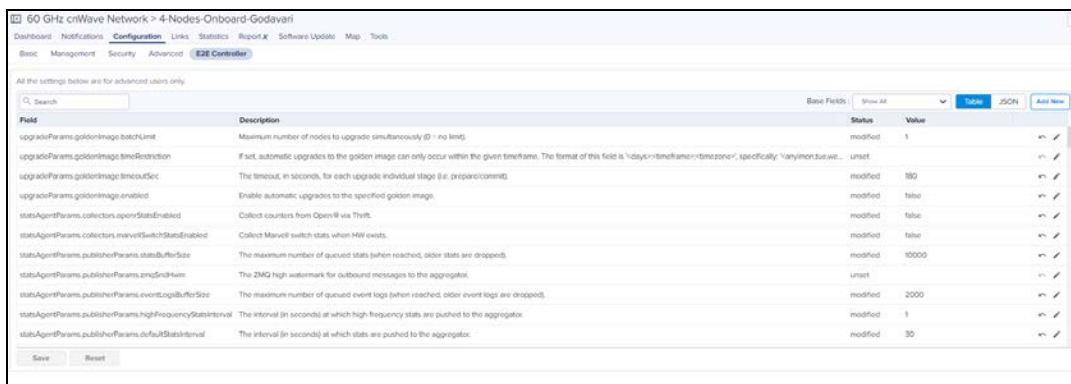 60 GHz cnWave Network > 4-Nodes-Onboard-Godavari
Dashboard Notifications Configuration Links Statistics Report X Software Update Map Tools
Basic Management Security Advanced E2E Controller
All the settings below are for advanced users only.
Search Base Fields : Show All Table JSON Add New
Field Description Status Value
upgradeParams.goldenImage.batchLimit Maximum number of nodes to upgrade simultaneously (0 = no limit). modified 1
upgradeParams.goldenImage.timeRestriction If set, automatic upgrades to the golden image can only occur within the given timeframe. The format of this field is '<days>:<timeframe>:<timezone>', specifically: '<any|mon,tue,we... unset
upgradeParams.goldenImage.timeoutSec The timeout, in seconds, for each upgrade individual stage (i.e. prepare/commit). modified 180
upgradeParams.goldenImage.enabled Enable automatic upgrades to the specified golden image. modified false
statsAgentParams.collectors.openrStatsEnabled Collect counters from Open/R via Thrift. modified false
statsAgentParams.collectors.marvellSwitchStatsEnabled Collect Marvell switch stats when HW exists. modified false
statsAgentParams.publisherParams.statsBufferSize The maximum number of queued stats (when reached, older stats are dropped). modified 10000
statsAgentParams.publisherParams.zmqSndHwm The ZMQ high watermark for outbound messages to the aggregator. unset
statsAgentParams.publisherParams.eventLogsBufferSize The maximum number of queued event logs (when reached, older event logs are dropped). modified 2000
statsAgentParams.publisherParams.highFrequencyStatsInterval The interval (in seconds) at which high frequency stats are pushed to the aggregator. modified 1
statsAgentParams.publisherParams.defaultStatsInterval The interval (in seconds) at which stats are pushed to the aggregator. modified 30
Save Reset